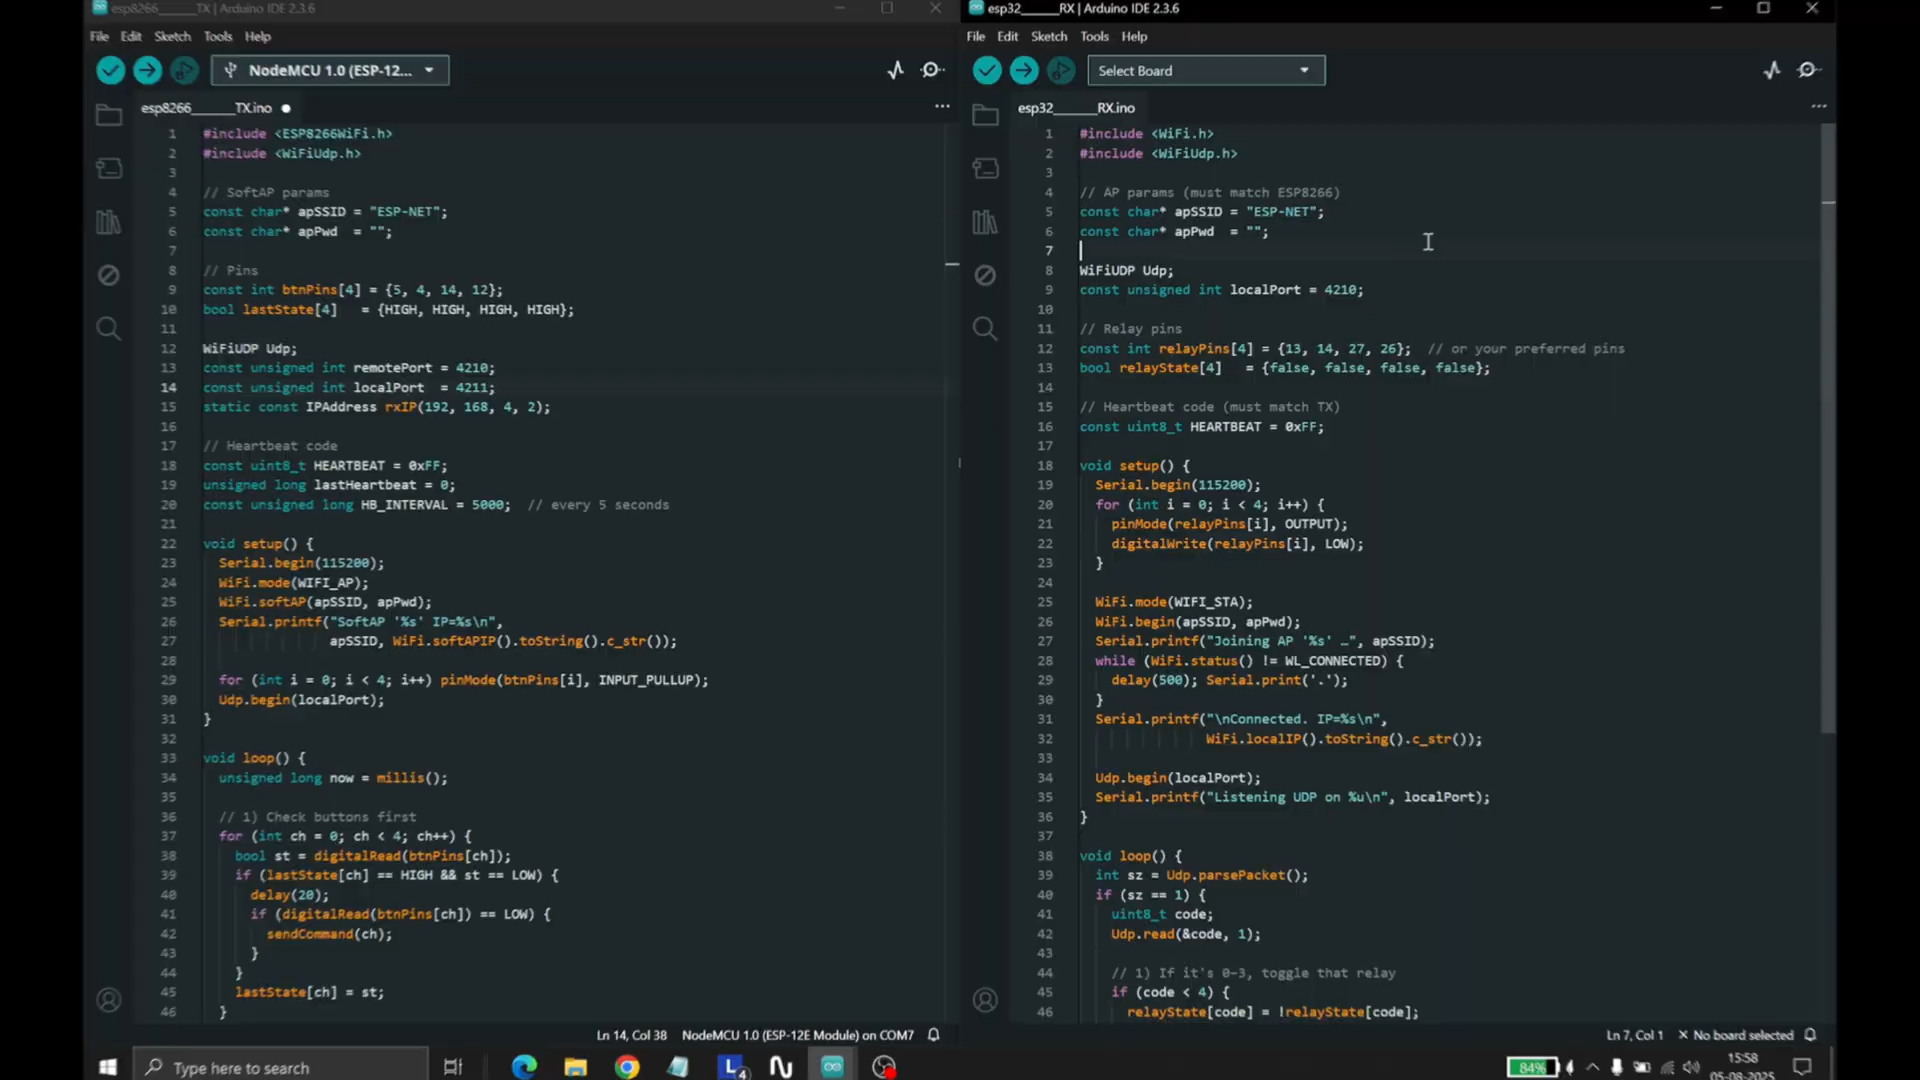 esp8266______TX | Arduino IDE 2.3.6
File Edit Sketch Tools Help
NodeMCU 1.0 (ESP-12...
esp8266______TX.ino
1 #include <ESP8266WiFi.h>
2 #include <WiFiUdp.h>
3
4 // SoftAP params
5 const char* apSSID = "ESP-NET";
6 const char* apPwd  = "";
7
8 // Pins
9 const int btnPins[4] = {5, 4, 14, 12};
10 bool lastState[4]   = {HIGH, HIGH, HIGH, HIGH};
11
12 WiFiUDP Udp;
13 const unsigned int remotePort = 4210;
14 const unsigned int localPort  = 4211;
15 static const IPAddress rxIP(192, 168, 4, 2);
16
17 // Heartbeat code
18 const uint8_t HEARTBEAT = 0xFF;
19 unsigned long lastHeartbeat = 0;
20 const unsigned long HB_INTERVAL = 5000;  // every 5 seconds
21
22 void setup() {
23   Serial.begin(115200);
24   WiFi.mode(WIFI_AP);
25   WiFi.softAP(apSSID, apPwd);
26   Serial.printf("SoftAP '%s' IP=%s\n",
27                 apSSID, WiFi.softAPIP().toString().c_str());
28
29   for (int i = 0; i < 4; i++) pinMode(btnPins[i], INPUT_PULLUP);
30   Udp.begin(localPort);
31 }
32
33 void loop() {
34   unsigned long now = millis();
35
36   // 1) Check buttons first
37   for (int ch = 0; ch < 4; ch++) {
38     bool st = digitalRead(btnPins[ch]);
39     if (lastState[ch] == HIGH && st == LOW) {
40       delay(20);
41       if (digitalRead(btnPins[ch]) == LOW) {
42         sendCommand(ch);
43       }
44     }
45     lastState[ch] = st;
46   }
Ln 14, Col 38 NodeMCU 1.0 (ESP-12E Module) on COM7
esp32______RX | Arduino IDE 2.3.6
File Edit Sketch Tools Help
Select Board
esp32______RX.ino
1 #include <WiFi.h>
2 #include <WiFiUdp.h>
3
4 // AP params (must match ESP8266)
5 const char* apSSID = "ESP-NET";
6 const char* apPwd  = "";
7
8 WiFiUDP Udp;
9 const unsigned int localPort = 4210;
10
11 // Relay pins
12 const int relayPins[4] = {13, 14, 27, 26};  // or your preferred pins
13 bool relayState[4]   = {false, false, false, false};
14
15 // Heartbeat code (must match TX)
16 const uint8_t HEARTBEAT = 0xFF;
17
18 void setup() {
19   Serial.begin(115200);
20   for (int i = 0; i < 4; i++) {
21     pinMode(relayPins[i], OUTPUT);
22     digitalWrite(relayPins[i], LOW);
23   }
24
25   WiFi.mode(WIFI_STA);
26   WiFi.begin(apSSID, apPwd);
27   Serial.printf("Joining AP '%s' …", apSSID);
28   while (WiFi.status() != WL_CONNECTED) {
29     delay(500); Serial.print('.');
30   }
31   Serial.printf("\nConnected. IP=%s\n",
32                 WiFi.localIP().toString().c_str());
33
34   Udp.begin(localPort);
35   Serial.printf("Listening UDP on %u\n", localPort);
36 }
37
38 void loop() {
39   int sz = Udp.parsePacket();
40   if (sz == 1) {
41     uint8_t code;
42     Udp.read(&code, 1);
43
44     // 1) If it's 0–3, toggle that relay
45     if (code < 4) {
46       relayState[code] = !relayState[code];
Ln 7, Col 1 No board selected
Type here to search
L 4
84%
15:58
05-08-2025